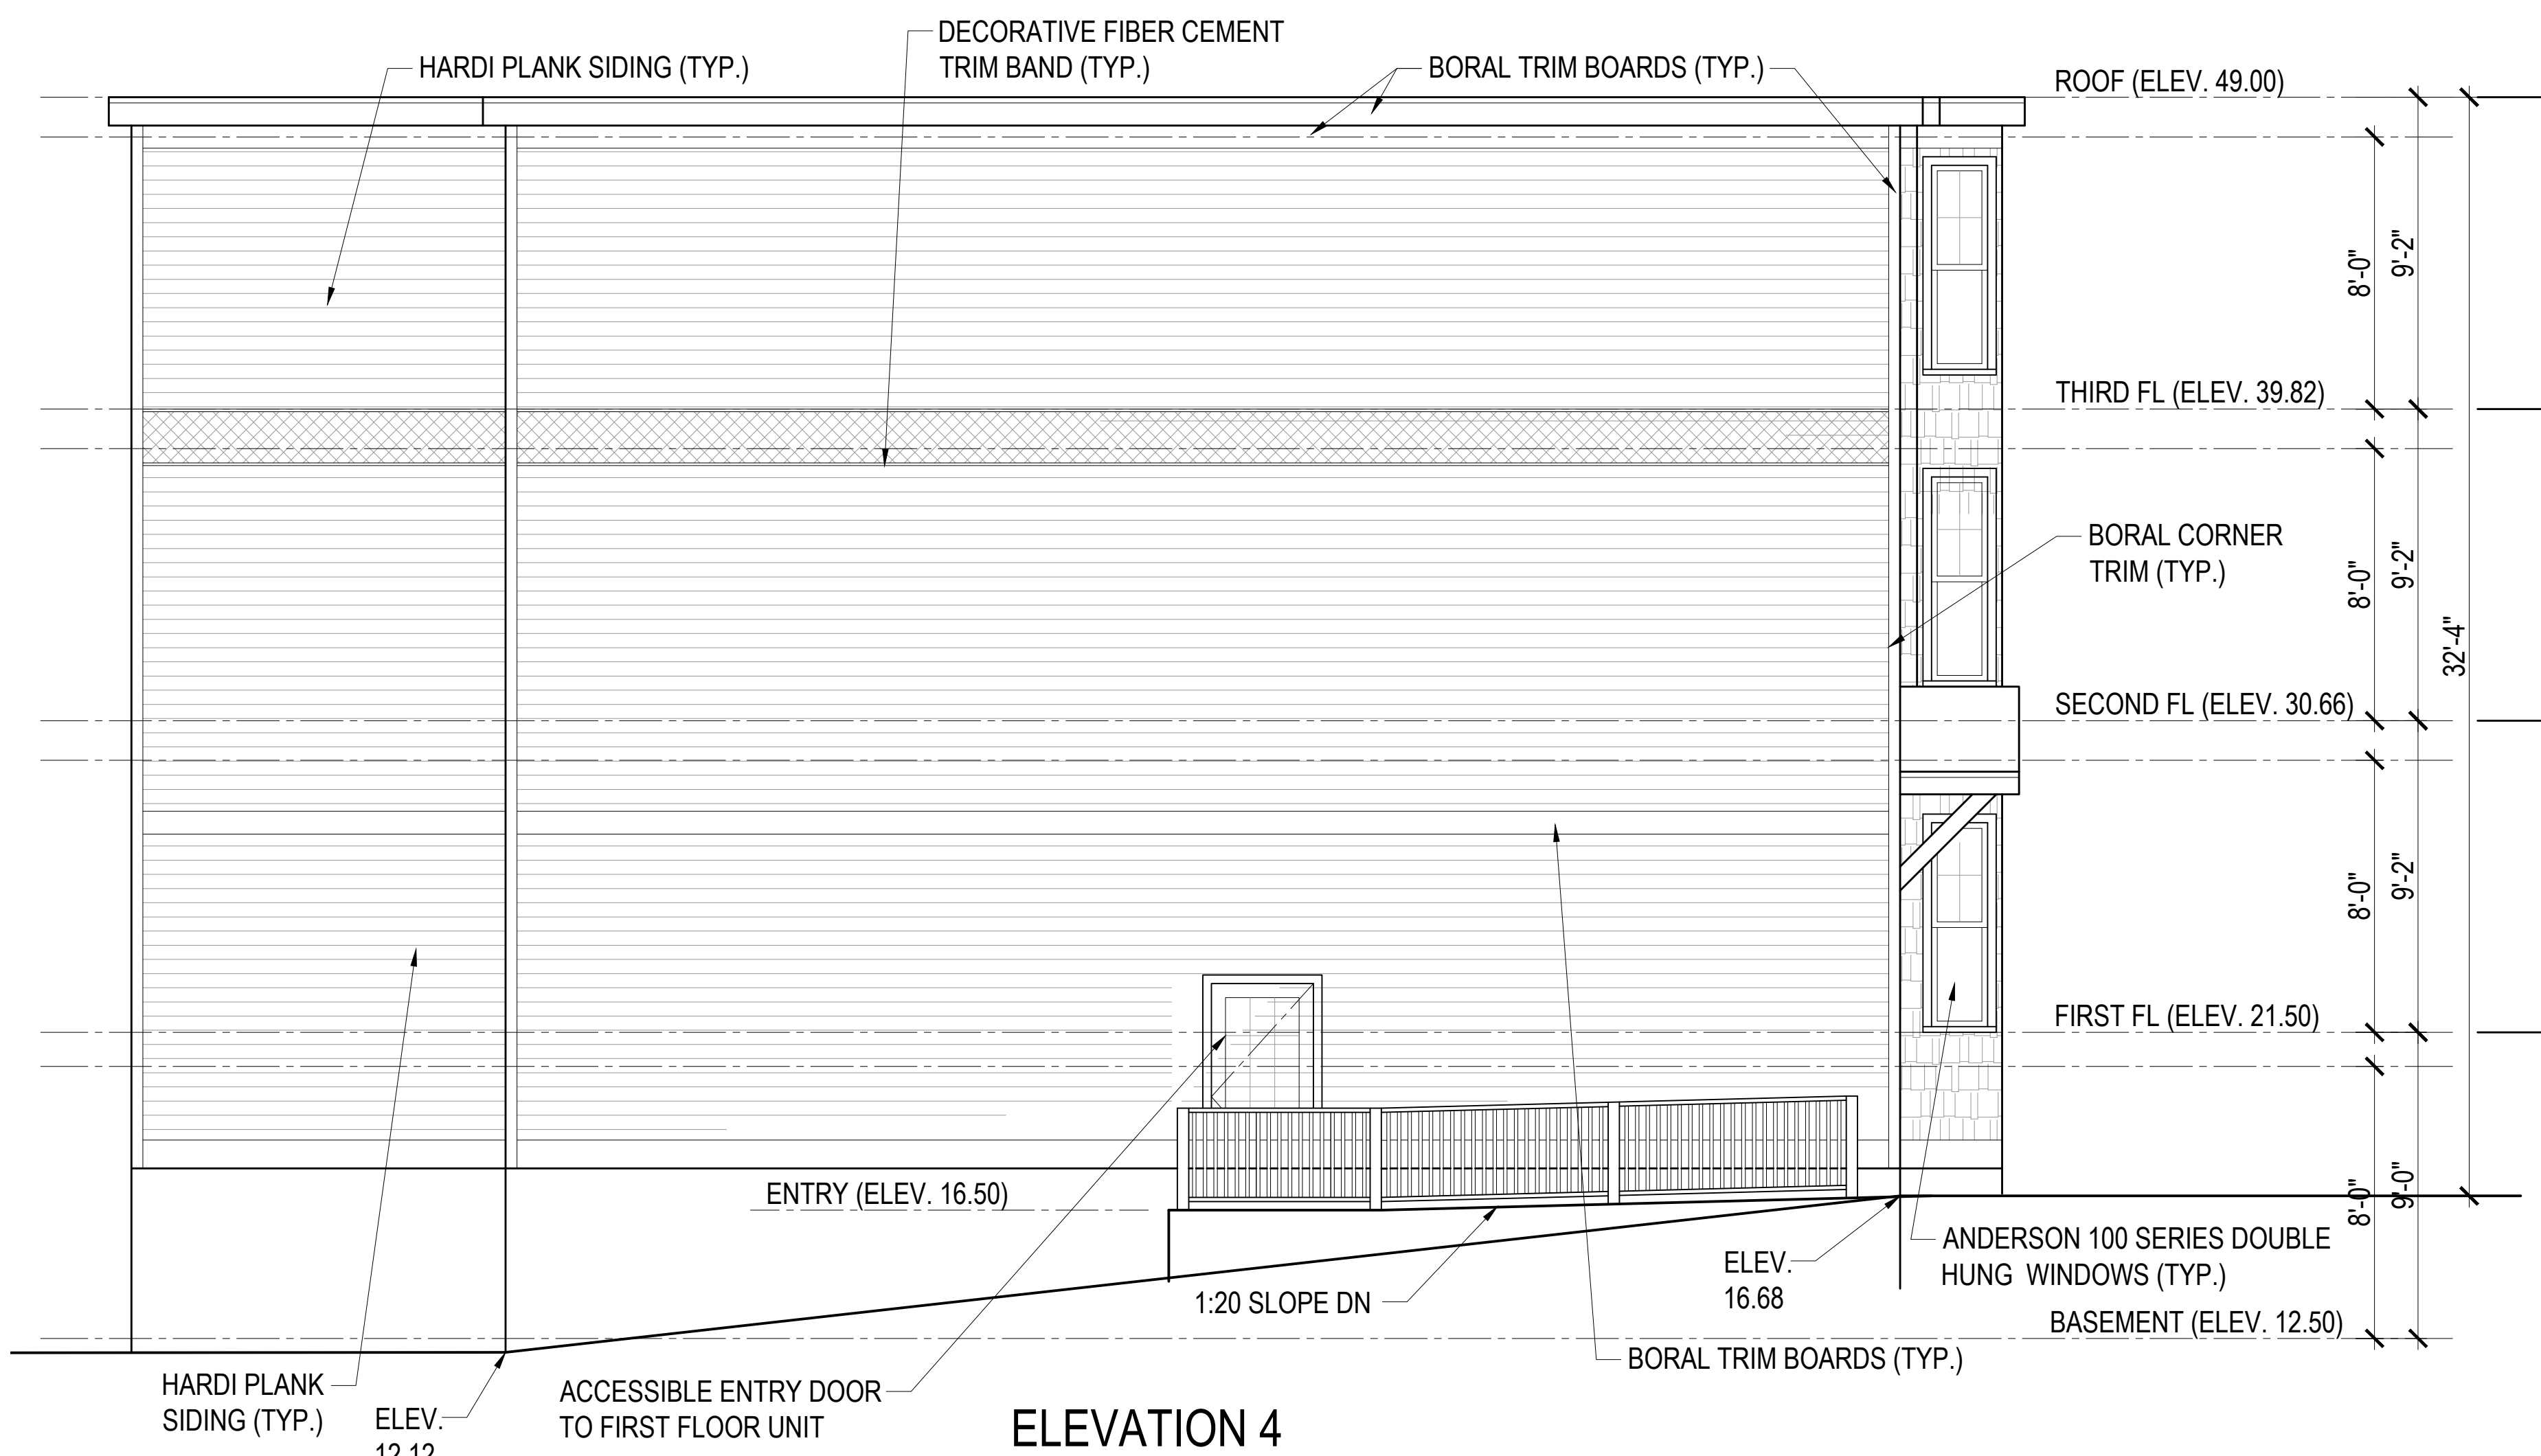 DECORATIVE FIBER CEMENT
TRIM BAND (TYP.)
HARDI PLANK SIDING (TYP.)
BORAL TRIM BOARDS (TYP.)
ROOF (ELEV. 49.00)
8'-0"
9'-2"
THIRD FL (ELEV. 39.82)
BORAL CORNER
TRIM (TYP.)
8'-0"
9'-2"
32'-4"
SECOND FL (ELEV. 30.66)
8'-0"
9'-2"
FIRST FL (ELEV. 21.50)
ENTRY (ELEV. 16.50)
8'-0"
9'-0"
ANDERSON 100 SERIES DOUBLE
HUNG WINDOWS (TYP.)
ELEV.
16.68
1:20 SLOPE DN
BASEMENT (ELEV. 12.50)
BORAL TRIM BOARDS (TYP.)
HARDI PLANK
SIDING (TYP.)
ELEV.
12.12
ACCESSIBLE ENTRY DOOR
TO FIRST FLOOR UNIT
ELEVATION 4